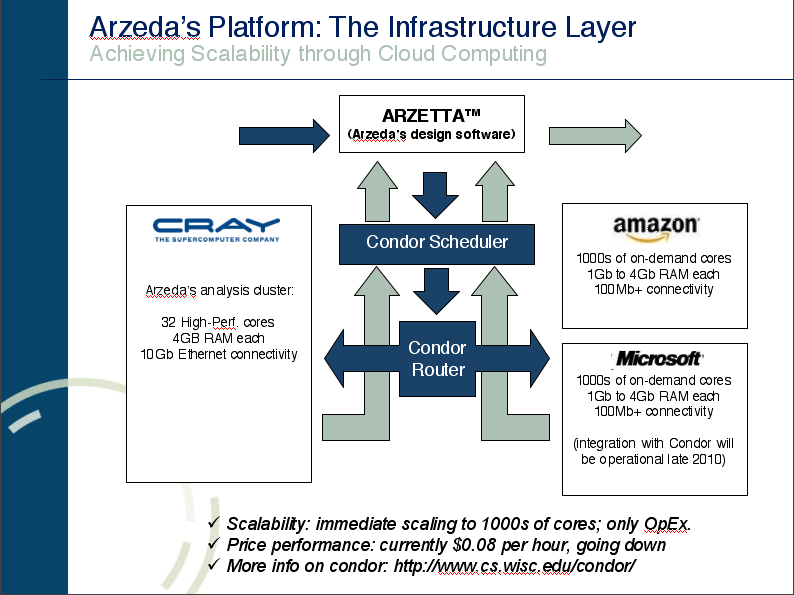 Arzeda's Platform: The Infrastructure Layer
Achieving Scalability through Cloud Computing
ARZETTA™
(Arzeda's design software)
Condor Scheduler
CRAY
THE SUPERCOMPUTER COMPANY
Arzeda's analysis cluster:
32 High-Perf. cores
4GB RAM each
10Gb Ethernet connectivity
Condor
Router
amazon
1000s of on-demand cores
1Gb to 4Gb RAM each
100Mb+ connectivity
Microsoft
1000s of on-demand cores
1Gb to 4Gb RAM each
100Mb+ connectivity
(integration with Condor will
be operational late 2010)
✓ Scalability: immediate scaling to 1000s of cores; only OpEx.
✓ Price performance: currently $0.08 per hour, going down
✓ More info on condor: http://www.cs.wisc.edu/condor/